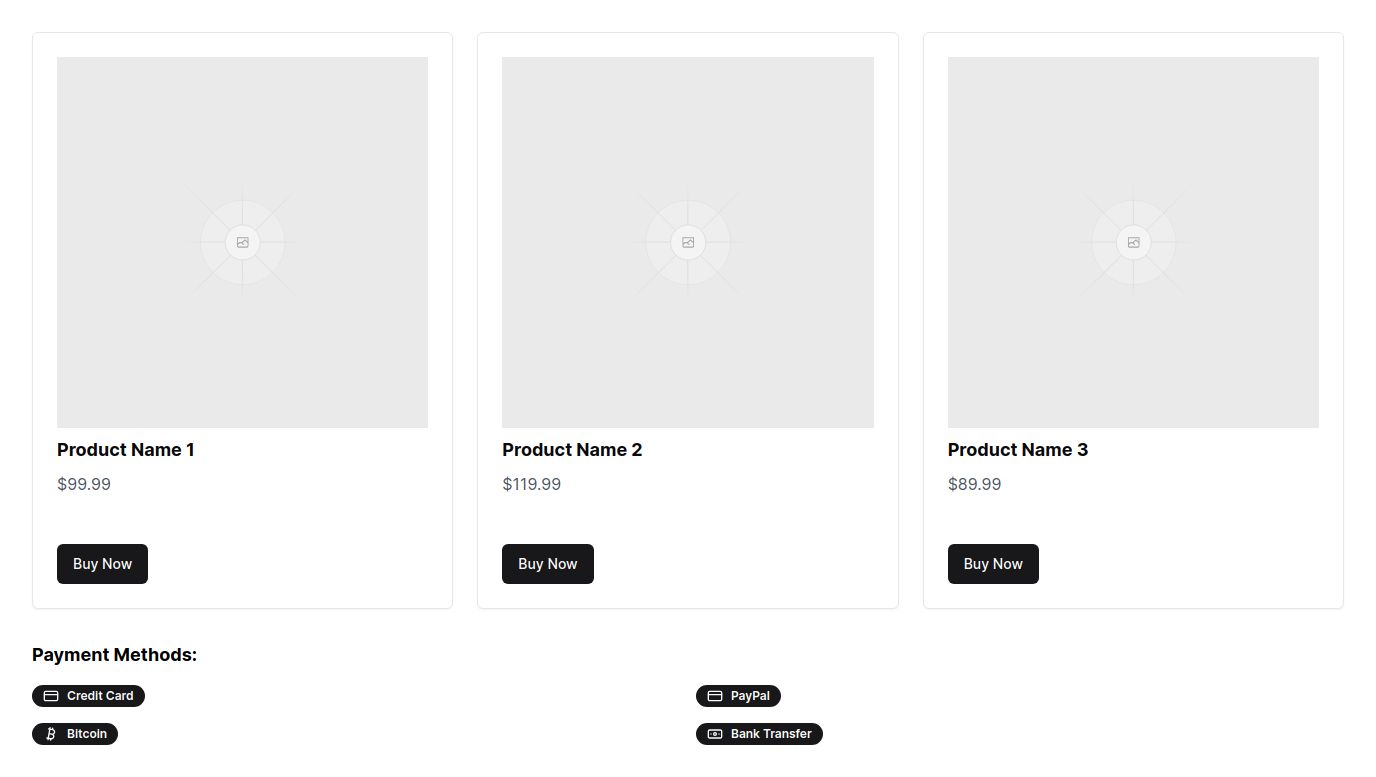 Product Name 1
$99.99
Buy Now
Product Name 2
$119.99
Buy Now
Product Name 3
$89.99
Buy Now
Payment Methods:
Credit Card
PayPal
Bitcoin
Bank Transfer